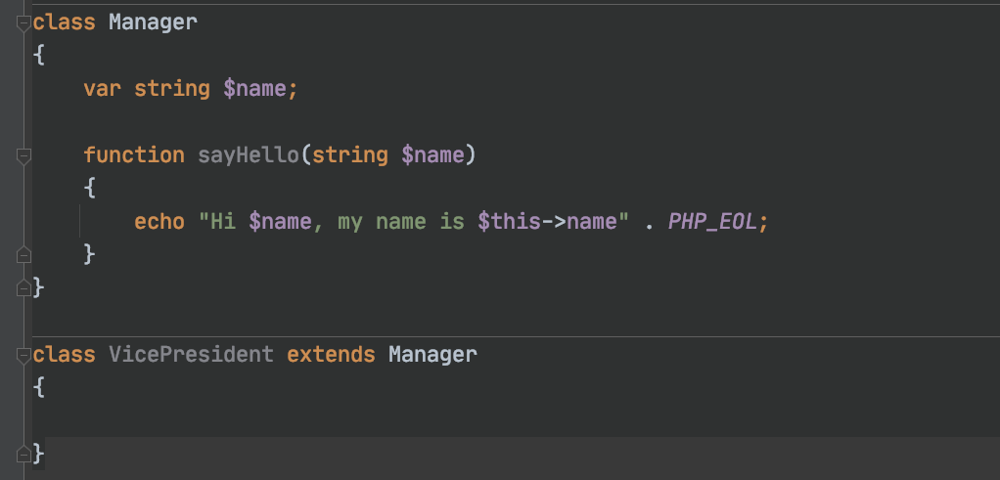 class Manager
{
    var string $name;

    function sayHello(string $name)
    {
        echo "Hi $name, my name is $this->name" . PHP_EOL;
    }
}

class VicePresident extends Manager
{

}